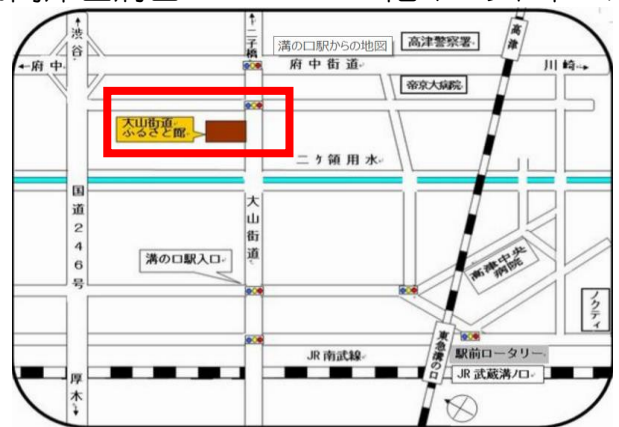 渋谷
二子橋
溝の口駅からの地図
高津警察署
高津
←府中
府中街道
川崎→
帝京大病院
大山街道
ふるさと館
二ヶ領用水
国道246号
大山街道
溝の口駅入口
高津中央
病院
ノクティ
東急溝の口
駅前ロータリー
JR南武線
JR武蔵溝ノ口
厚木